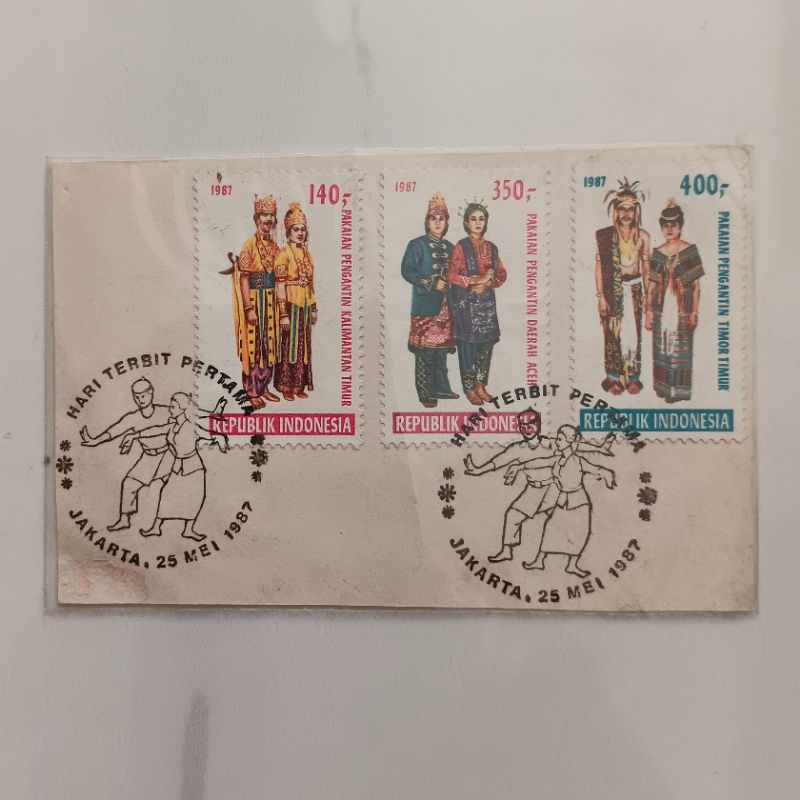 1987 140,-
PAKAIAN PENGANTIN KALIMANTAN TIMUR
REPUBLIK INDONESIA
1987 350,-
PAKAIAN PENGANTIN DAERAH ACEH
REPUBLIK INDONESIA
1987 400,-
PAKAIAN PENGANTIN TIMOR TIMUR
REPUBLIK INDONESIA
HARI TERBIT PERTAMA
JAKARTA, 25 MEI 1987
HARI TERBIT PERTAMA
JAKARTA, 25 MEI 1987